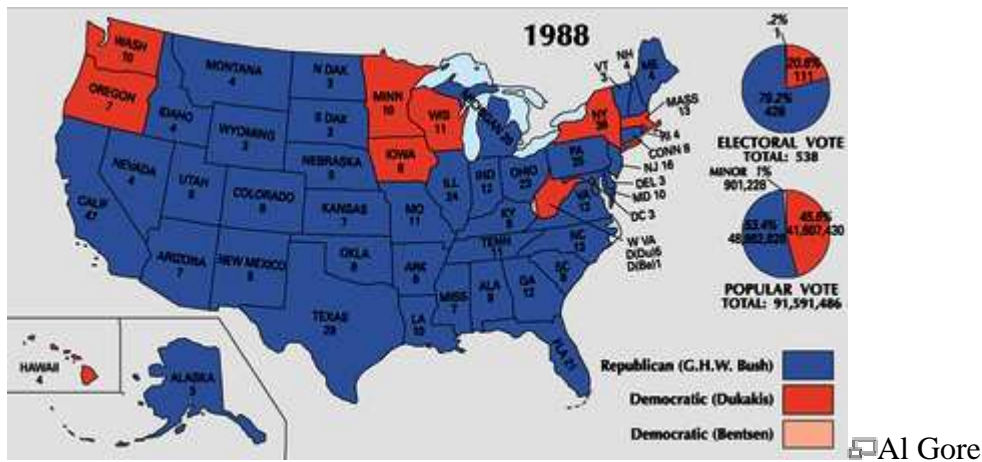 1988
WASH
10
OREGON
7
MONTANA
4
IDAHO
4
WYOMING
3
N DAK
3
S DAK
3
NEBRASKA
5
MINN
10
WIS
11
IOWA
8
MICHIGAN 20
NEVADA
4
UTAH
5
COLORADO
8
KANSAS
7
CALIF
47
ARIZONA
7
NEW MEXICO
5
OKLA
8
TEXAS
29
MO
11
ARK
6
LA
10
ILL
24
IND
12
OHIO
23
KY
9
TENN
11
MISS
7
ALA
9
GA
12
FLA 21
SC
8
NC
13
VA
12
PA
25
NY
36
VT
3
NH
4
ME
4
MASS
13
RI 4
CONN 8
NJ 16
DEL 3
MD 10
DC 3
W VA
D(Du)5
D(Be)1
HAWAII
4
ALASKA
3
.2%
1
20.6%
111
79.2%
426
ELECTORAL VOTE
TOTAL: 538
MINOR 1%
901,228
53.4%
45.6%
41,807,430
POPULAR VOTE
TOTAL: 91,591,486
Republican (G.H.W. Bush)
Democratic (Dukakis)
Democratic (Bentsen)
Al Gore